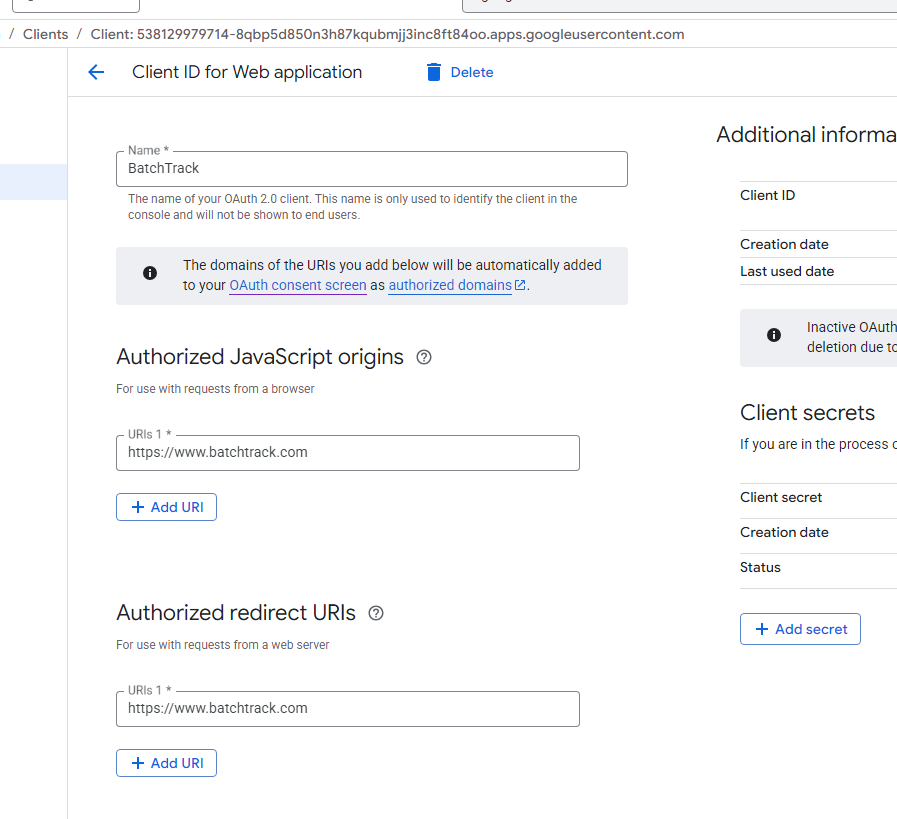 / Clients / Client: 538129979714-8qbp5d850n3h87kqubmjj3inc8ft84oo.apps.googleusercontent.com
Client ID for Web application
Delete
Name *
BatchTrack
The name of your OAuth 2.0 client. This name is only used to identify the client in the
console and will not be shown to end users.
The domains of the URIs you add below will be automatically added
to your OAuth consent screen as authorized domains.
Authorized JavaScript origins
For use with requests from a browser
URIs 1 *
https://www.batchtrack.com
+ Add URI
Authorized redirect URIs
For use with requests from a web server
URIs 1 *
https://www.batchtrack.com
+ Add URI
Additional informa
Client ID
Creation date
Last used date
Inactive OAuth
deletion due to
Client secrets
If you are in the process
Client secret
Creation date
Status
+ Add secret